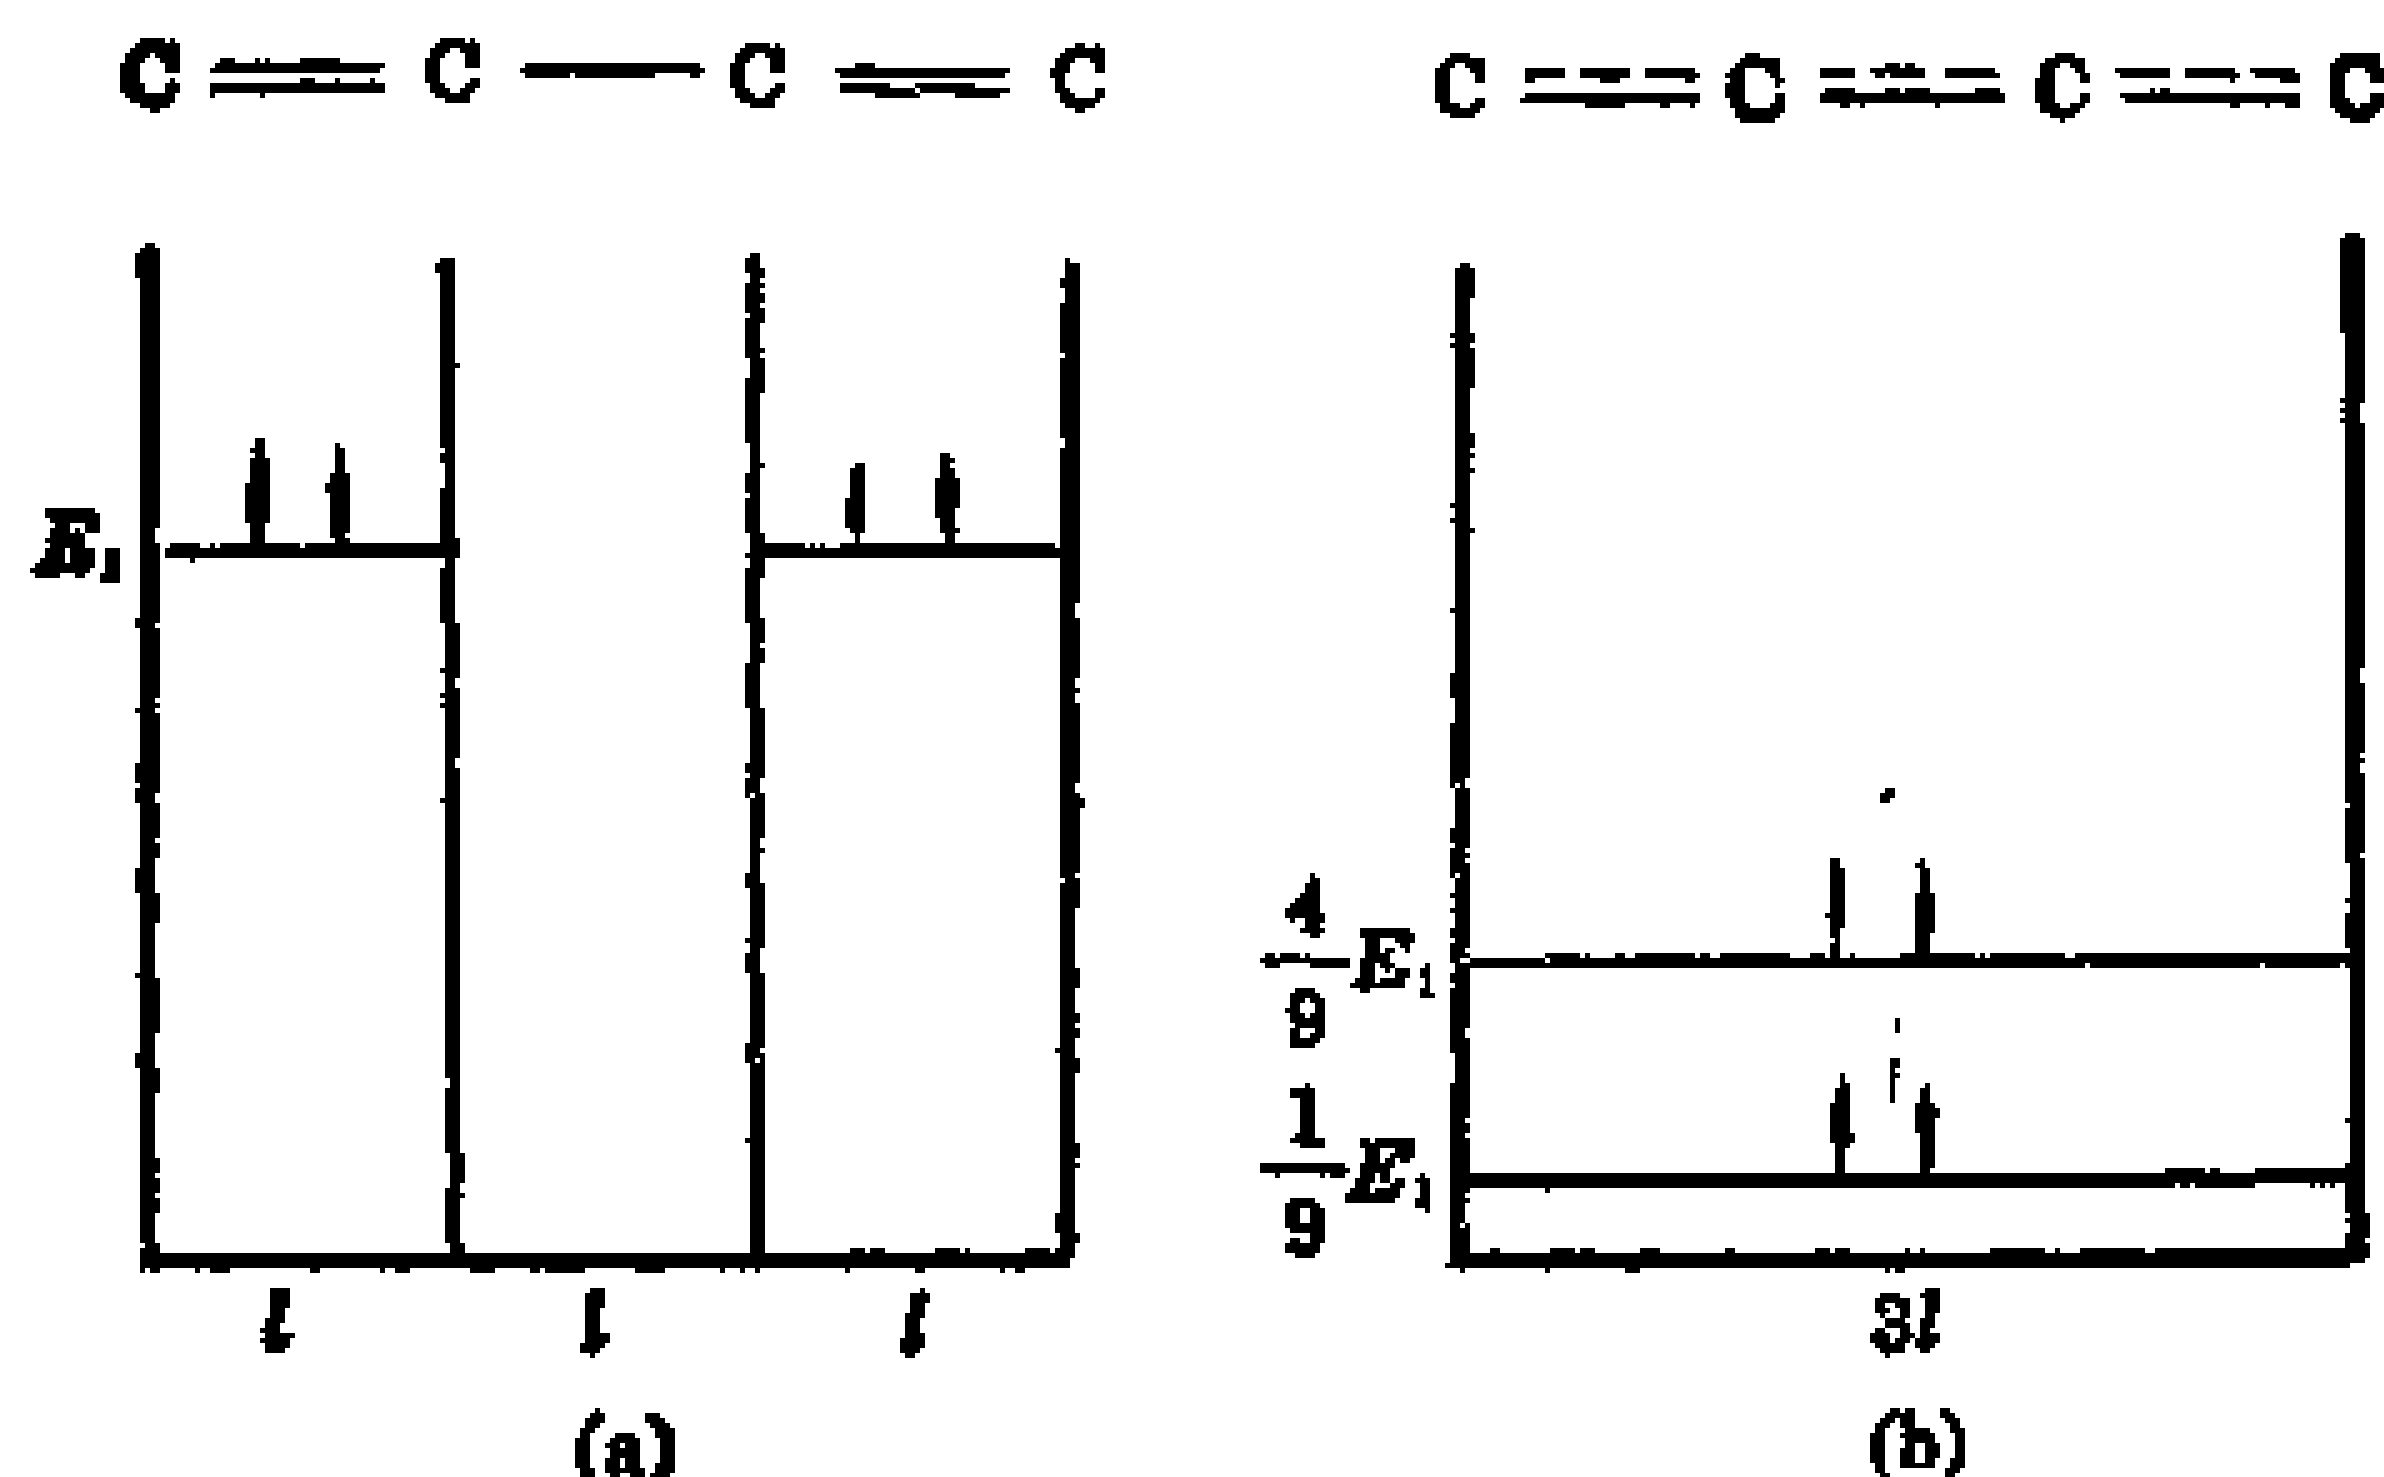 C = C — C = C
C = C = C = C
E₁
4/9 E₁
1/9 E₁
l l l
3l
(a)
(b)